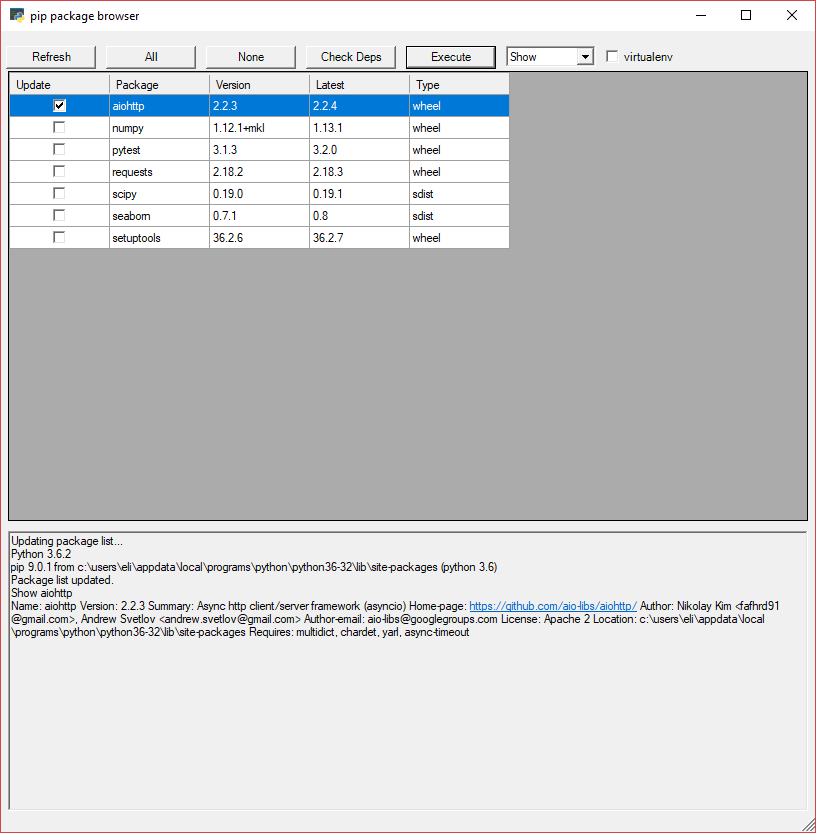 pip package browser
Refresh All None Check Deps Execute Show virtualenv
Update Package Version Latest Type
aiohttp 2.2.3 2.2.4 wheel
numpy 1.12.1+mkl 1.13.1 wheel
pytest 3.1.3 3.2.0 wheel
requests 2.18.2 2.18.3 wheel
scipy 0.19.0 0.19.1 sdist
seaborn 0.7.1 0.8 sdist
setuptools 36.2.6 36.2.7 wheel
Updating package list...
Python 3.6.2
pip 9.0.1 from c:\users\eli\appdata\local\programs\python\python36-32\lib\site-packages (python 3.6)
Package list updated.
Show aiohttp
Name: aiohttp Version: 2.2.3 Summary: Async http client/server framework (asyncio) Home-page: https://github.com/aio-libs/aiohttp/ Author: Nikolay Kim <fafhrd91
@gmail.com>, Andrew Svetlov <andrew.svetlov@gmail.com> Author-email: aio-libs@googlegroups.com License: Apache 2 Location: c:\users\eli\appdata\local
\programs\python\python36-32\lib\site-packages Requires: multidict, chardet, yarl, async-timeout